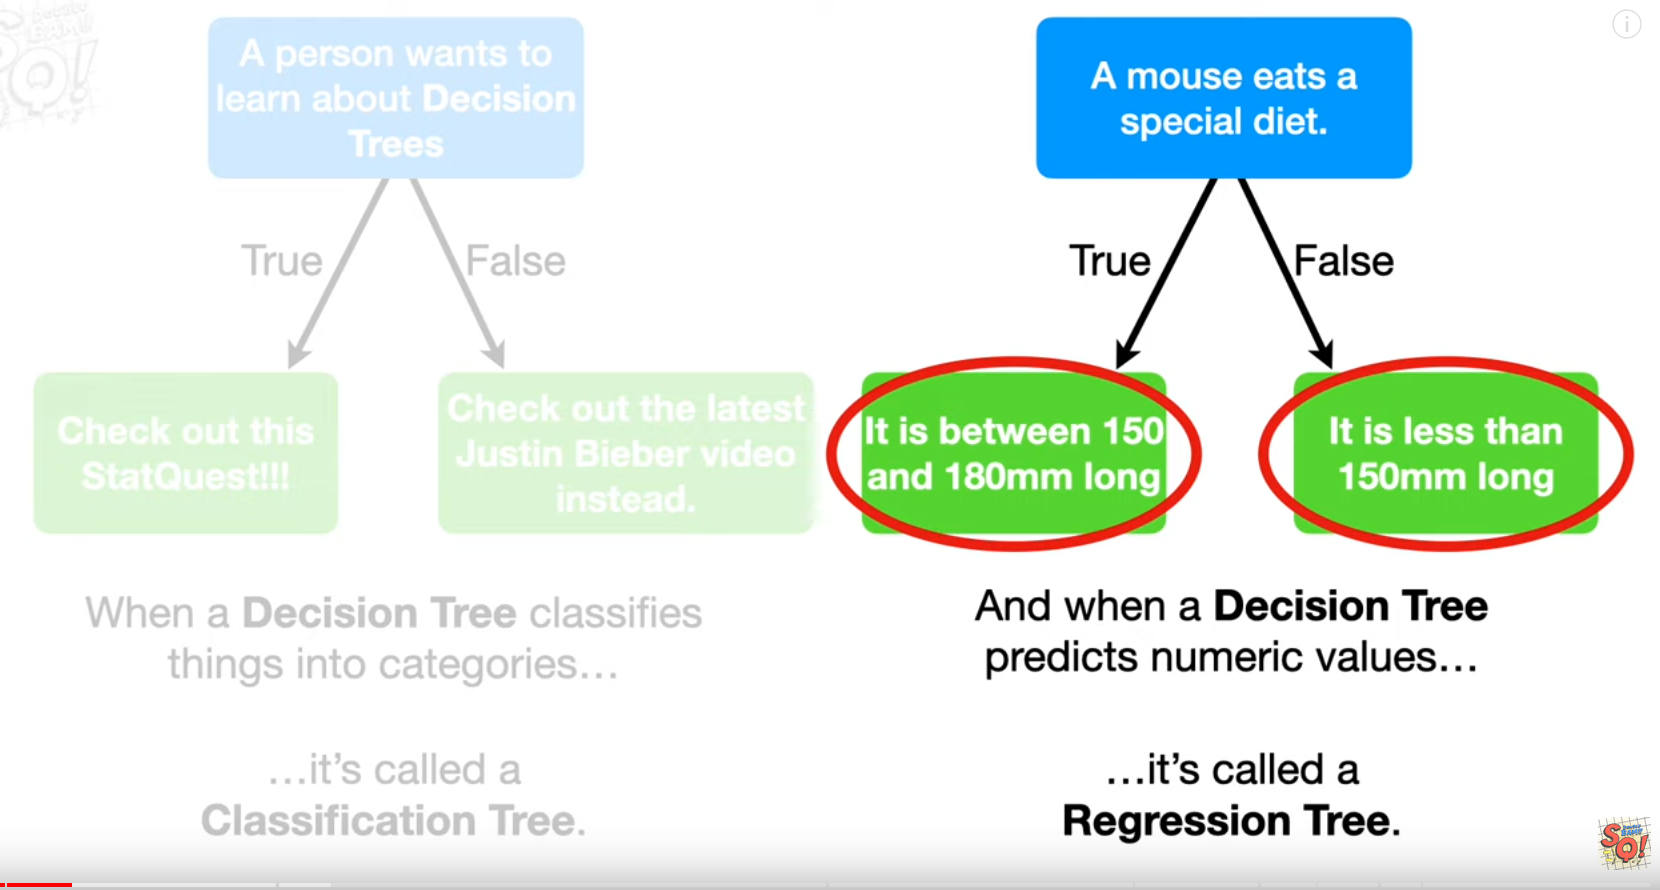 A person wants to
learn about Decision
Trees
True
False
Check out this
StatQuest!!!
Check out the latest
Justin Bieber video
instead.
When a Decision Tree classifies
things into categories...
...it's called a
Classification Tree.
A mouse eats a
special diet.
True
False
It is between 150
and 180mm long
It is less than
150mm long
And when a Decision Tree
predicts numeric values...
...it's called a
Regression Tree.
SQ!